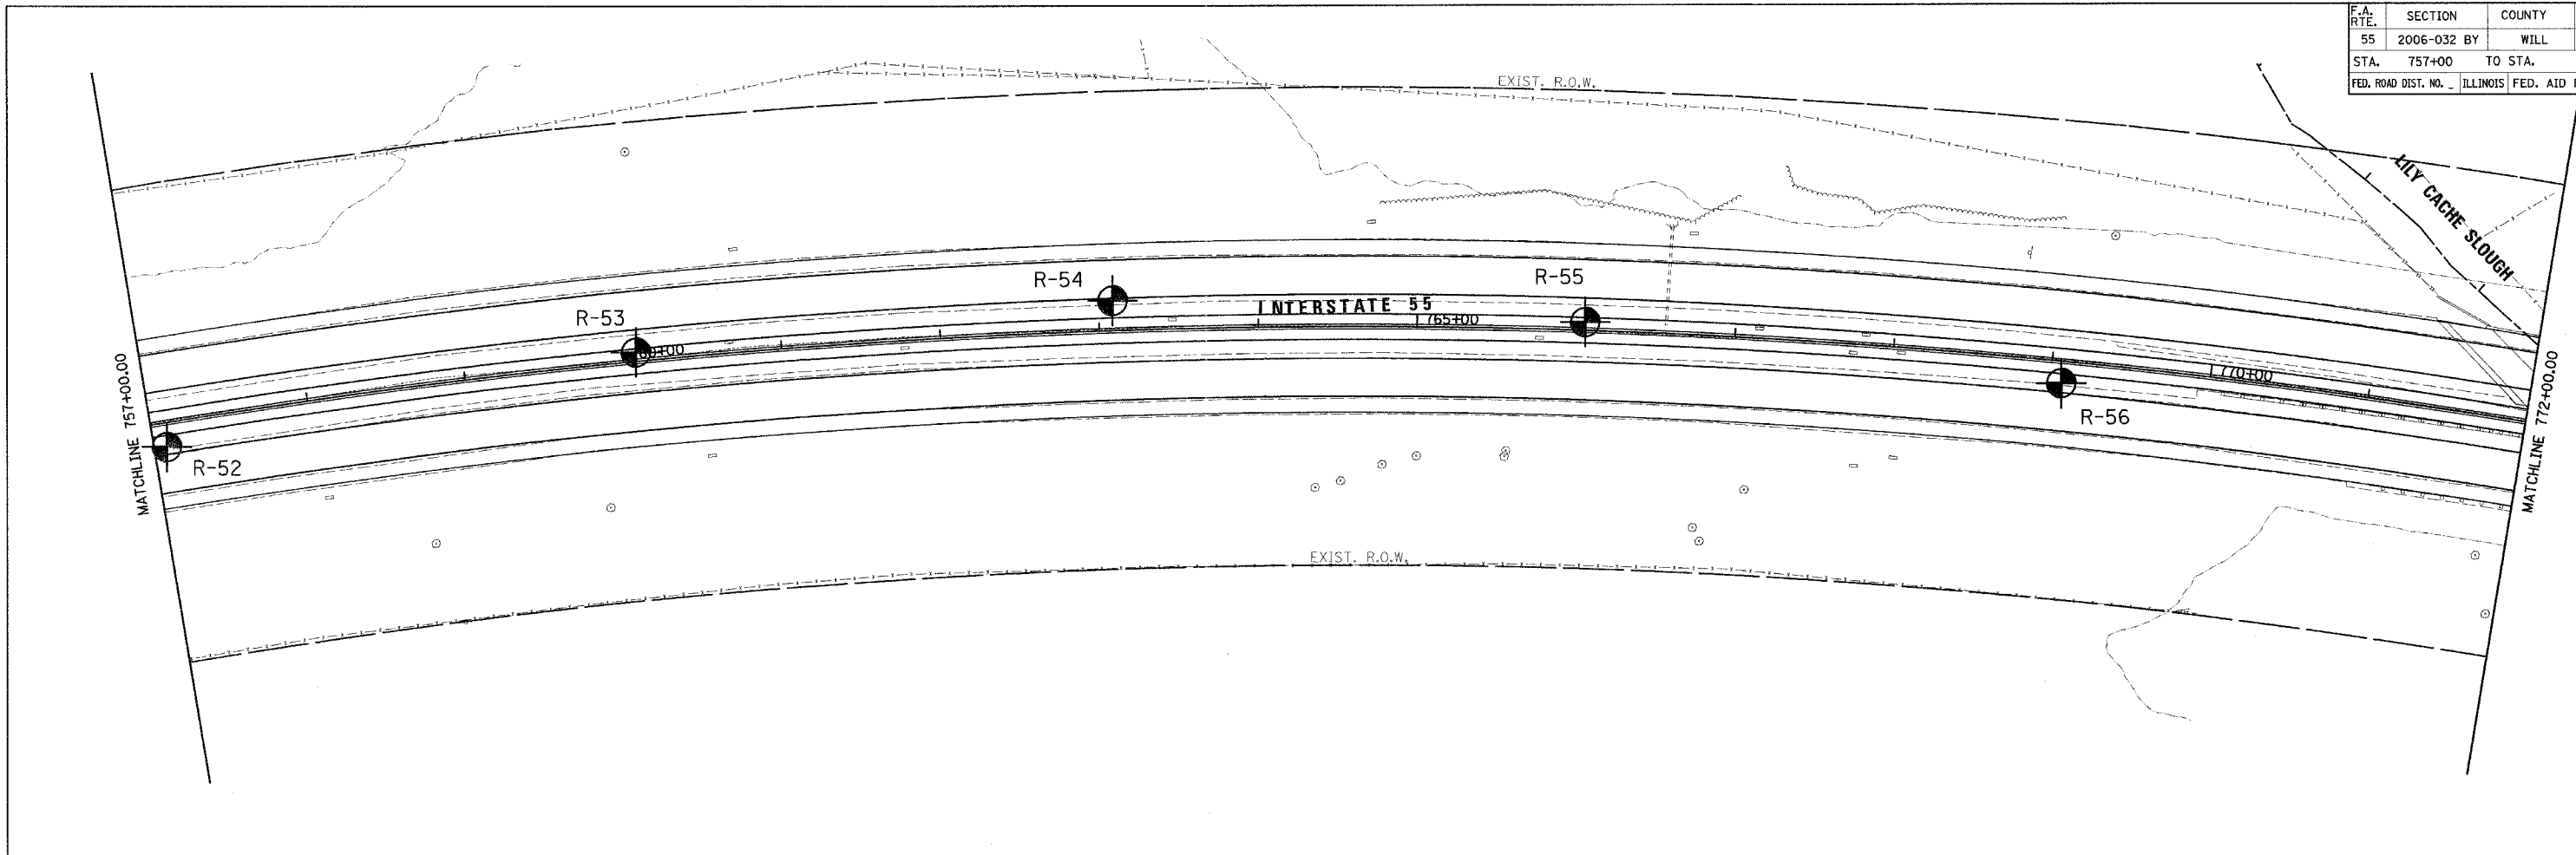 F.A. RTE. SECTION COUNTY
55 2006-032 BY WILL
STA. 757+00 TO STA.
FED. ROAD DIST. NO. _ ILLINOIS FED. AID
EXIST. R.O.W.
LILY CACHE SLOUGH
R-54
R-55
INTERSTATE 55
765+00
R-53
60+00
770+00
MATCHLINE 757+00.00
MATCHLINE 772+00.00
R-56
R-52
EXIST. R.O.W.